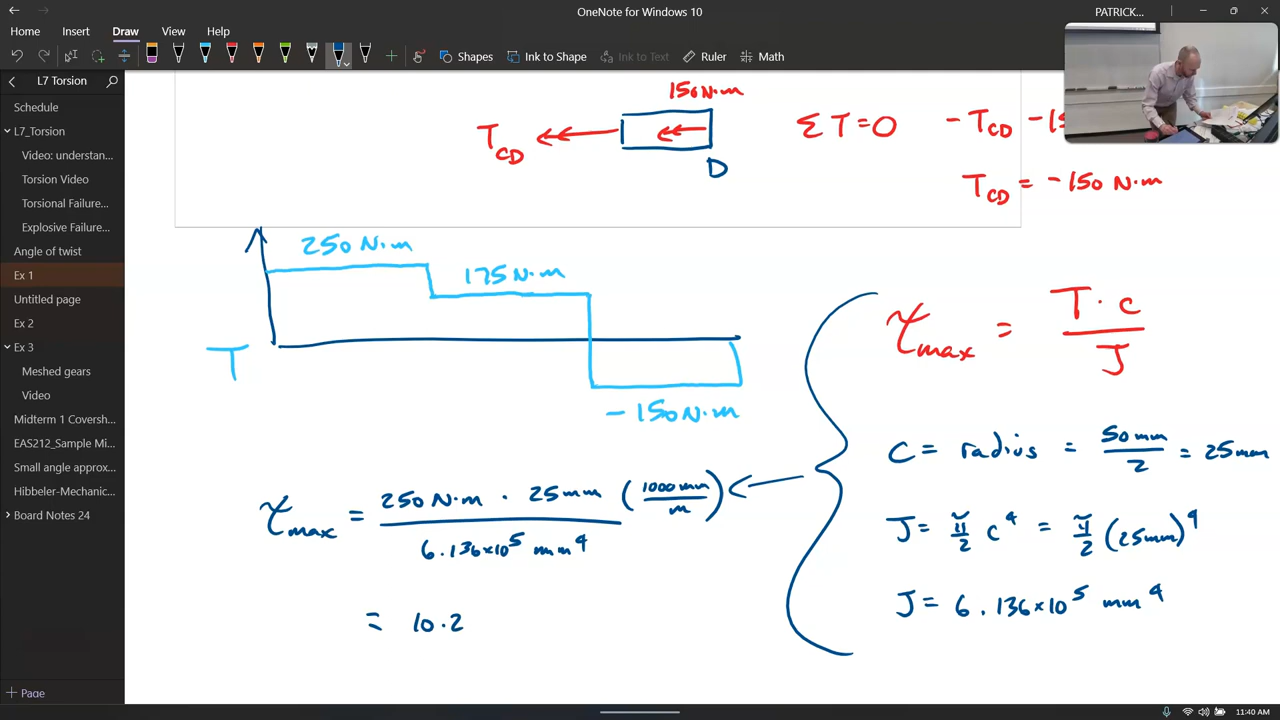 OneNote for Windows 10
PATRICK...
Home Insert Draw View Help
Shapes Ink to Shape Ink to Text Ruler Math
L7 Torsion
Schedule
L7_Torsion
Video: understan...
Torsion Video
Torsional Failure...
Explosive Failure...
Angle of twist
Ex 1
Untitled page
Ex 2
Ex 3
Meshed gears
Video
Midterm 1 Coversh...
EAS212_Sample Mi...
Small angle approx...
Hibbeler-Mechanic...
Board Notes 24
+ Page
150 N·m
T_CD
D
ΣT=0 -T_CD -15
T_CD = -150 N·m
250 N·m
175 N·m
T
-150 N·m
τ_max = T·c / J
c = radius = 50mm / 2 = 25mm
J = π/2 c^4 = π/2 (25mm)^4
J = 6.136×10^5 mm^4
τ_max = 250 N·m · 25mm / 6.136×10^5 mm^4 (1000mm / m)
= 10.2
11:40 AM